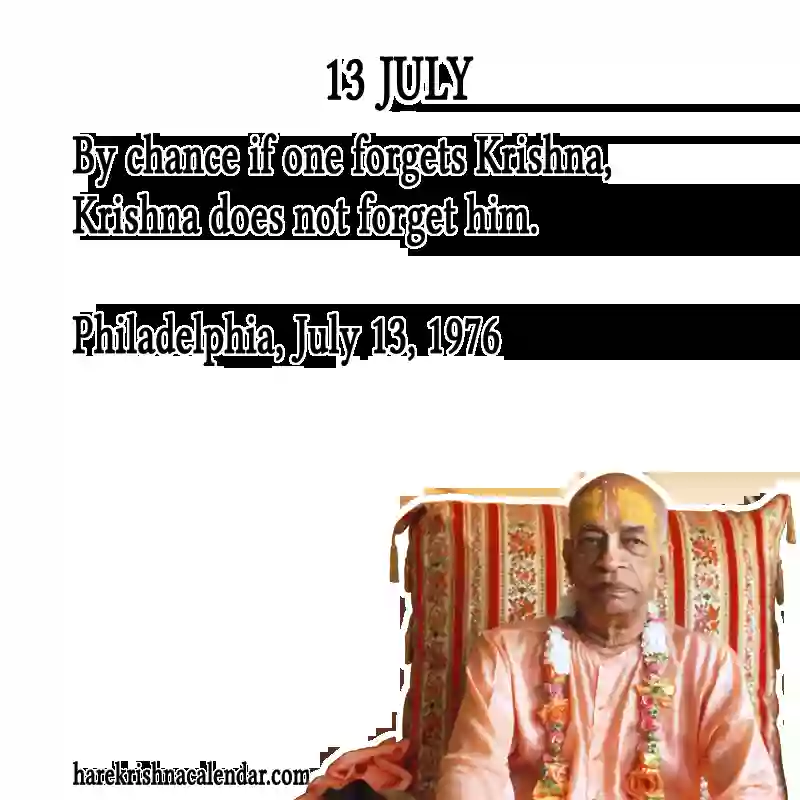 13 JULY
By chance if one forgets Krishna,
Krishna does not forget him.
Philadelphia, July 13, 1976
harekrishnacalendar.com